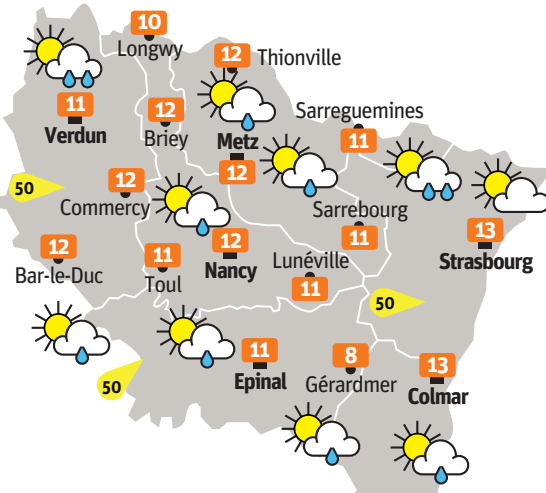 10
Longwy
12 Thionville
11
Verdun
12
Briey
Metz
12
Sarreguemines
11
50
12
Commercy
Sarrebourg
11
13
Strasbourg
12
Bar-le-Duc
11
Toul
12
Nancy
Lunéville
11
50
50
11
Epinal
8
Gérardmer
13
Colmar